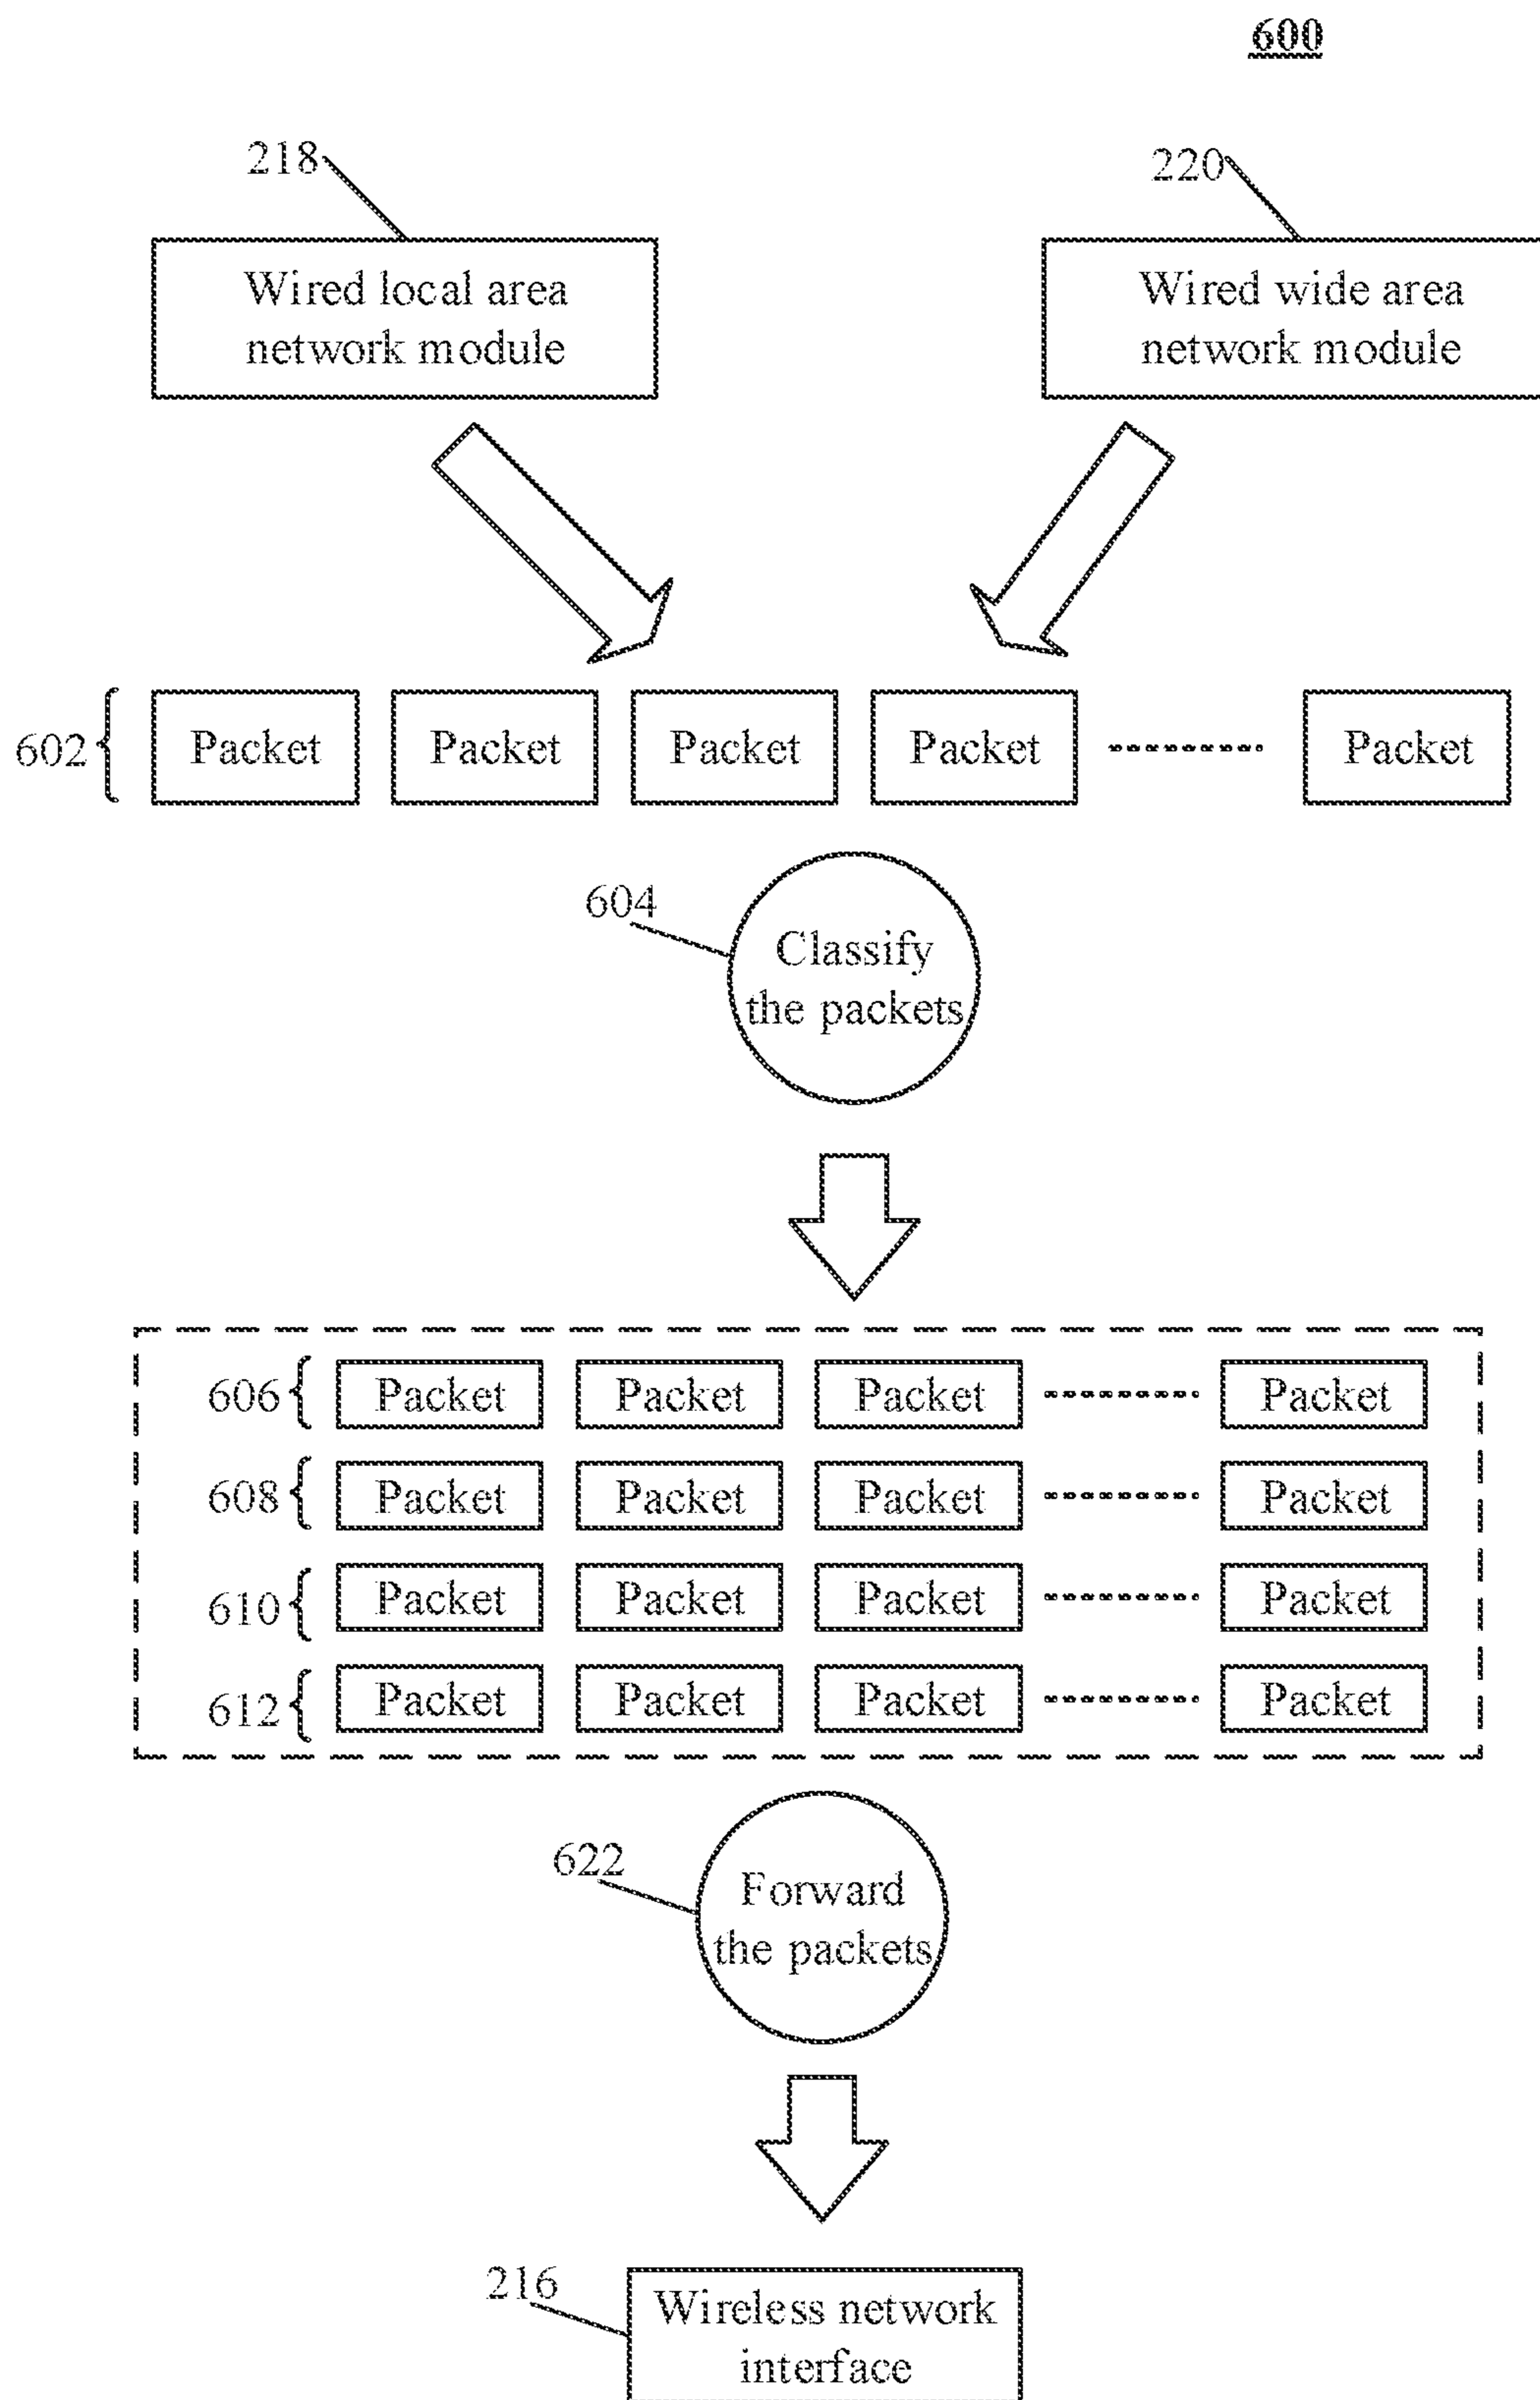 600
218
220
Wired local area
network module
Wired wide area
network module
602
Packet
Packet
Packet
Packet
Packet
604
Classify
the packets
606
Packet
Packet
Packet
Packet
608
Packet
Packet
Packet
Packet
610
Packet
Packet
Packet
Packet
612
Packet
Packet
Packet
Packet
622
Forward
the packets
216
Wireless network
interface